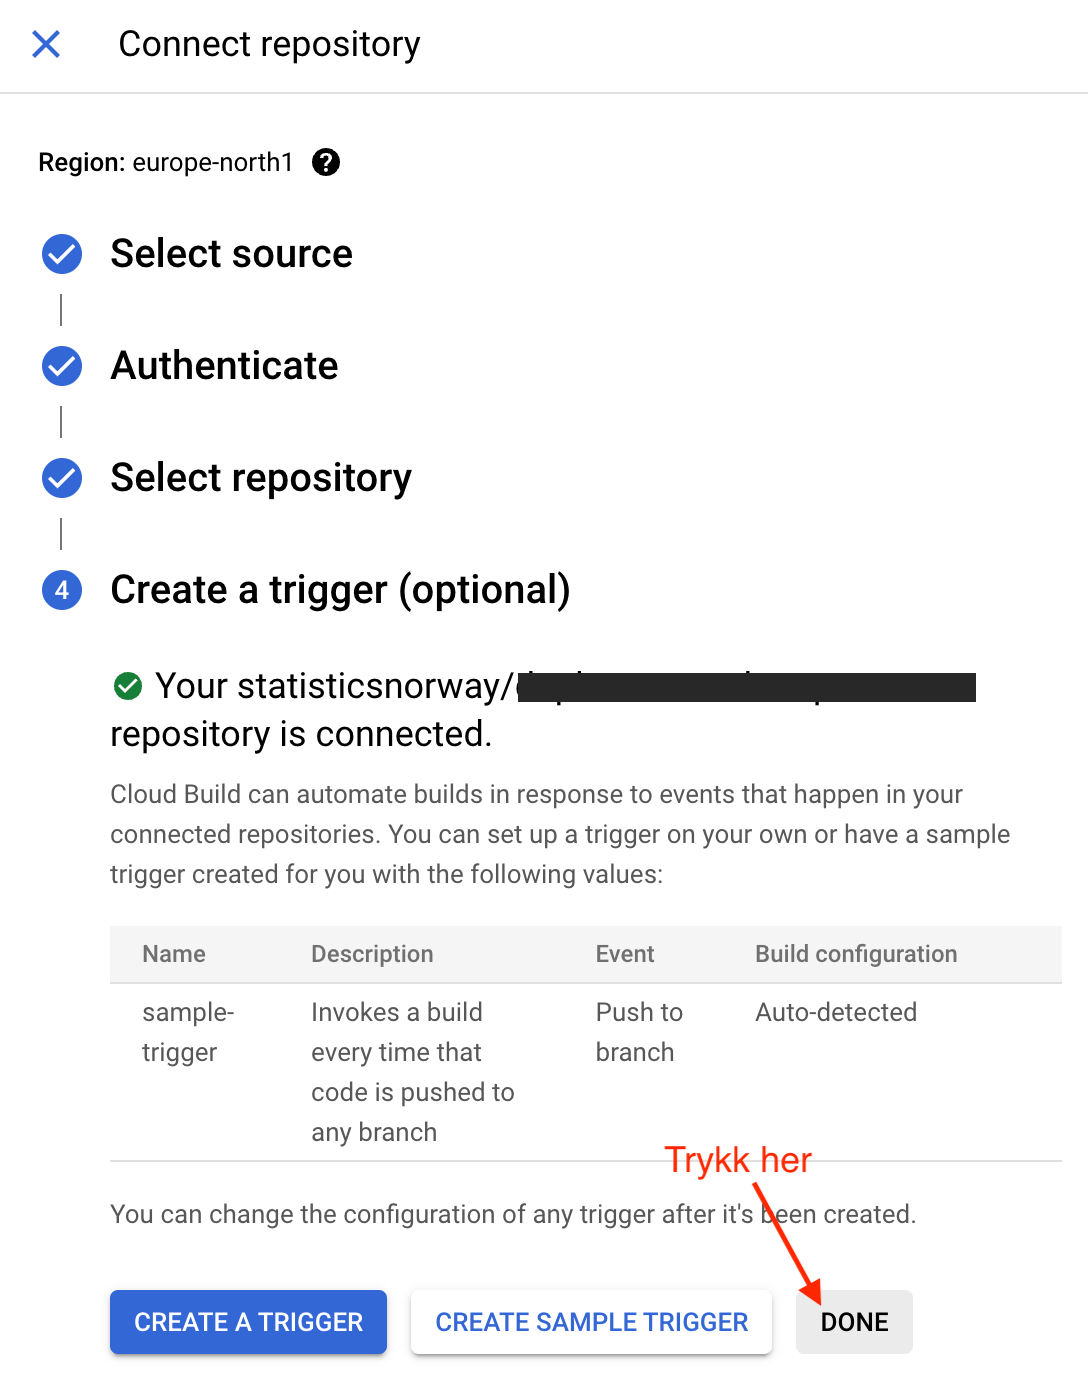 Connect repository
Region: europe-north1 ?
Select source
Authenticate
Select repository
4 Create a trigger (optional)
Your statisticsnorway/
repository is connected.
Cloud Build can automate builds in response to events that happen in your
connected repositories. You can set up a trigger on your own or have a sample
trigger created for you with the following values:
Name Description Event Build configuration
sample- Invokes a build Push to Auto-detected
trigger every time that branch
code is pushed to
any branch
Trykk her
You can change the configuration of any trigger after it's been created.
CREATE A TRIGGER CREATE SAMPLE TRIGGER DONE